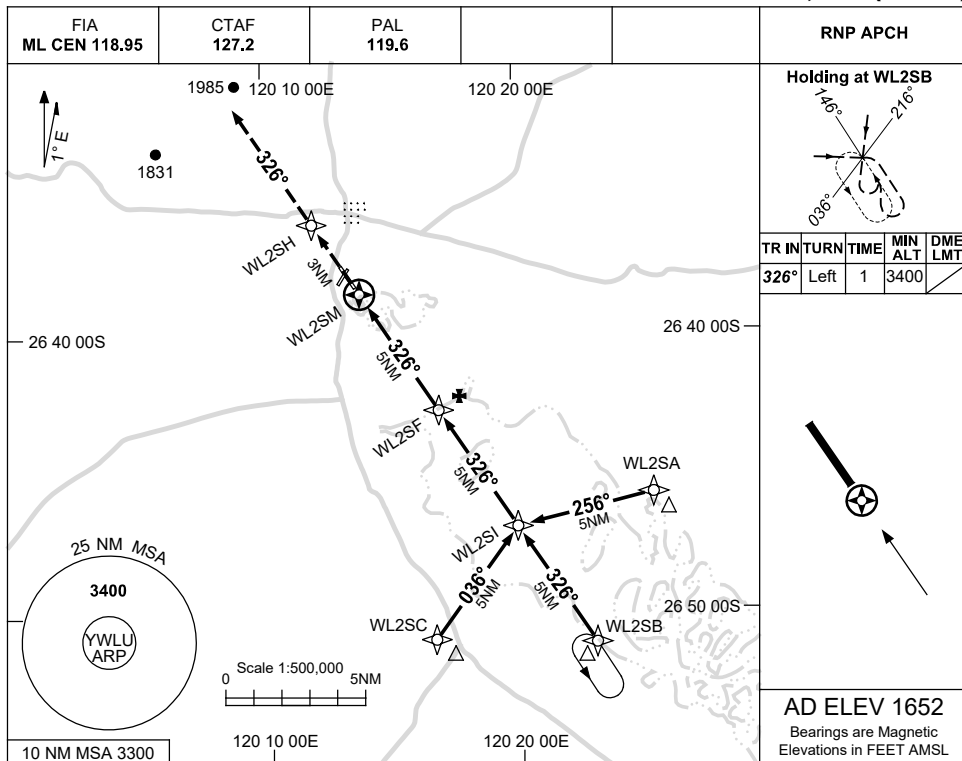 FIA
ML CEN 118.95
CTAF
127.2
PAL
119.6
RNP APCH
1985
120 10 00E
120 20 00E
1° E
1831
326°
WL2SH
3NM
WL2SM
26 40 00S
26 40 00S
326°
5NM
WL2SF
326°
5NM
WL2SA
256°
5NM
WL2SI
036°
5NM
326°
5NM
26 50 00S
WL2SC
WL2SB
25 NM MSA
3400
YWLU
ARP
Scale 1:500,000
0
5NM
10 NM MSA 3300
120 10 00E
120 20 00E
Holding at WL2SB
146°
216°
036°
TR IN
TURN
TIME
MIN
ALT
DME
LMT
326°
Left
1
3400
AD ELEV 1652
Bearings are Magnetic
Elevations in FEET AMSL